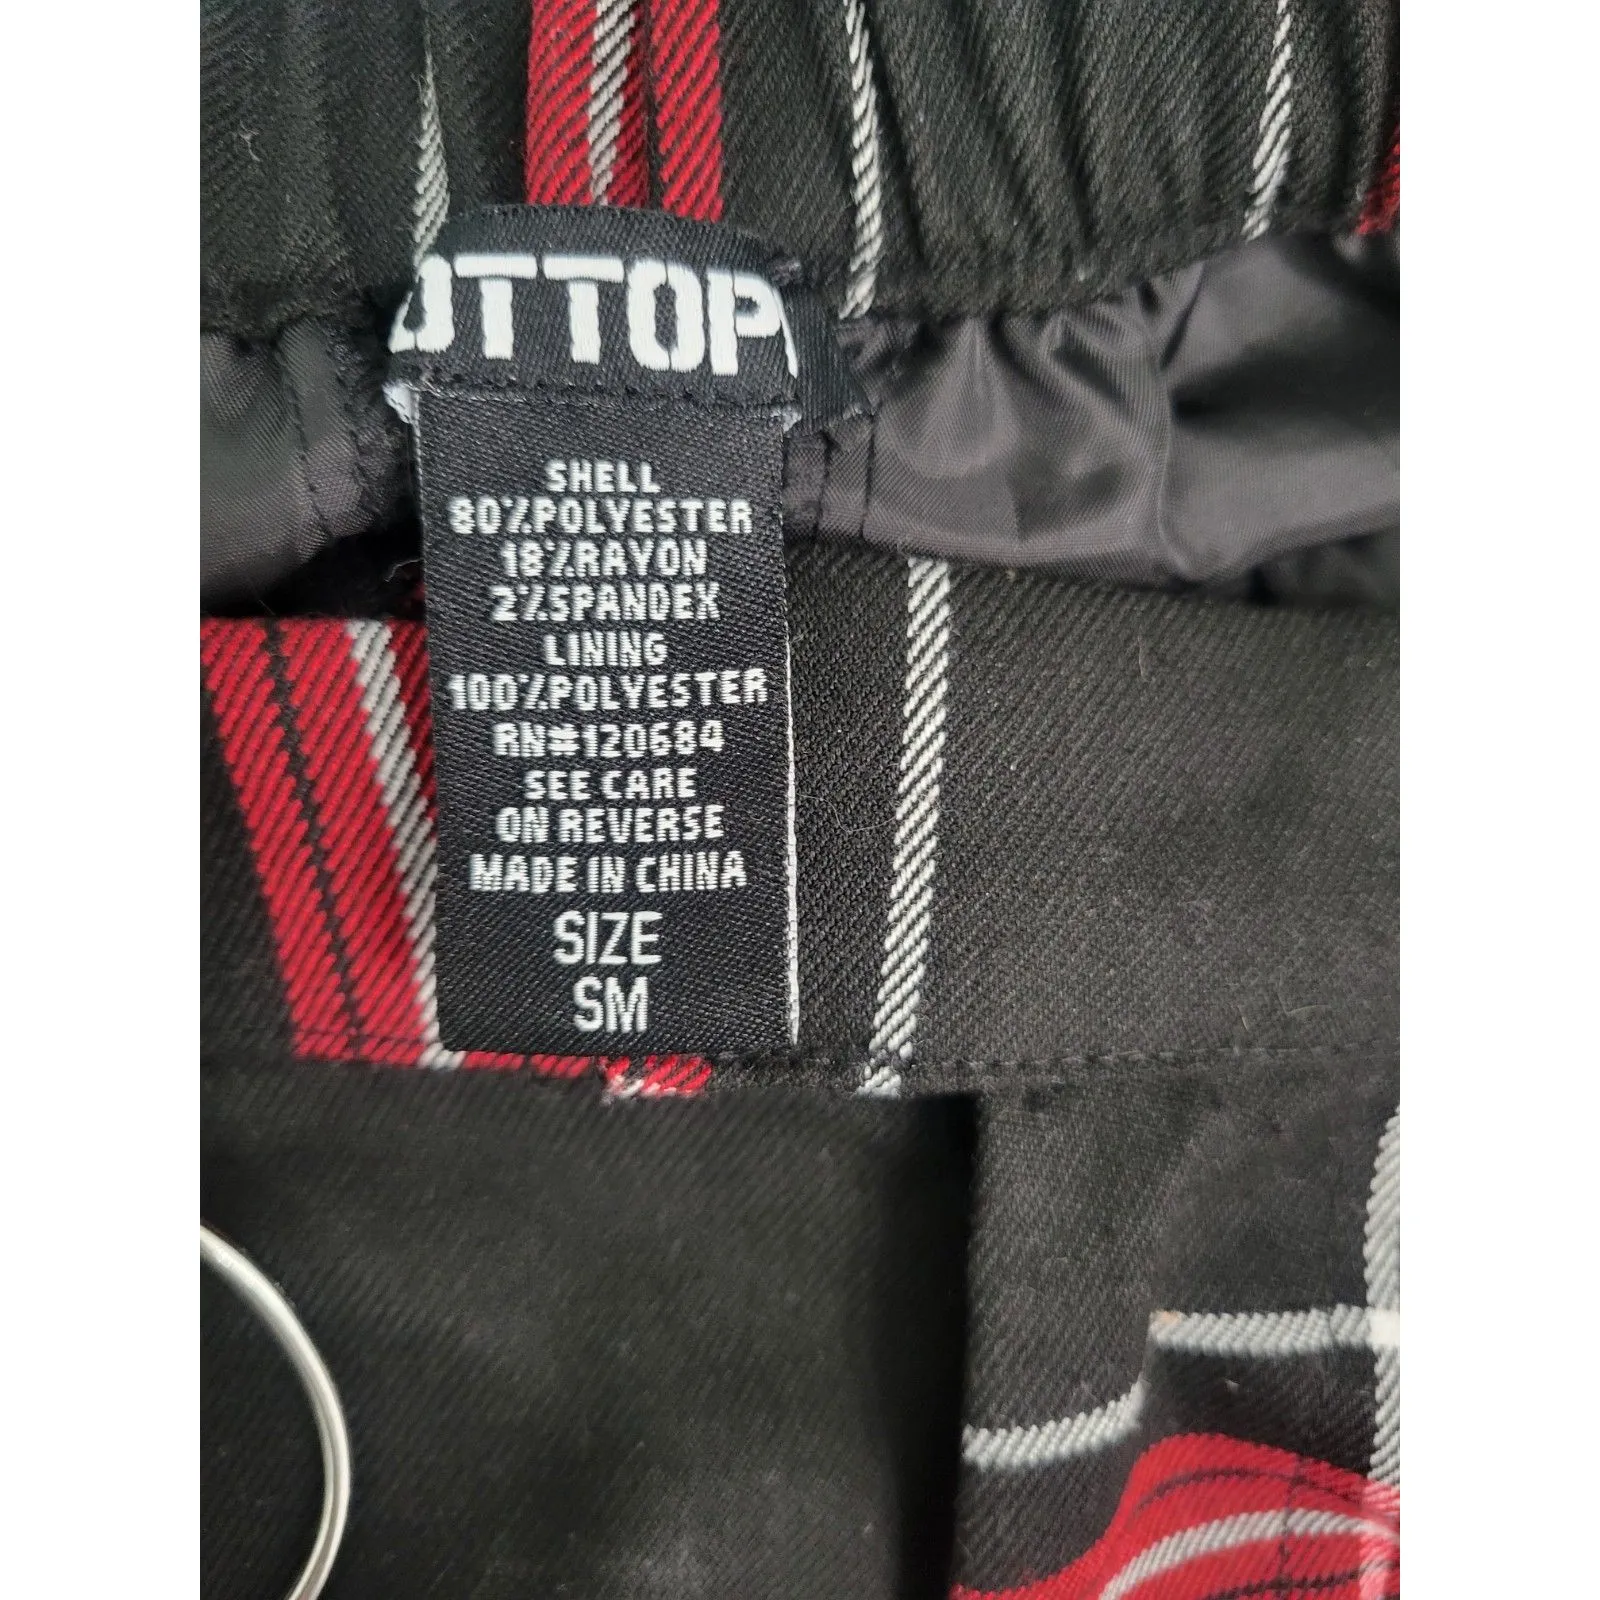 OTTOP
SHELL
80%POLYESTER
18%RAYON
2%SPANDEX
LINING
100%POLYESTER
RN#120684
SEE CARE
ON REVERSE
MADE IN CHINA
SIZE
SM